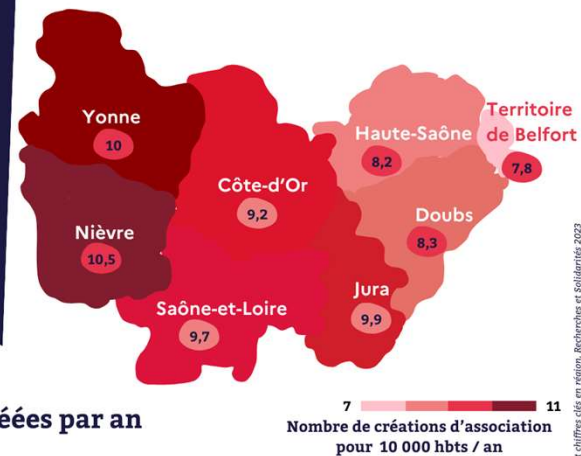 Yonne
10
Nièvre
10,5
Côte-d’Or
9,2
Saône-et-Loire
9,7
Haute-Saône
8,2
Territoire
de Belfort
7,8
Doubs
8,3
Jura
9,9
éées par an
7
11
Nombre de créations d’association
pour 10 000 hbts / an
t chiffres clés en région, Recherches et Solidarités 2023